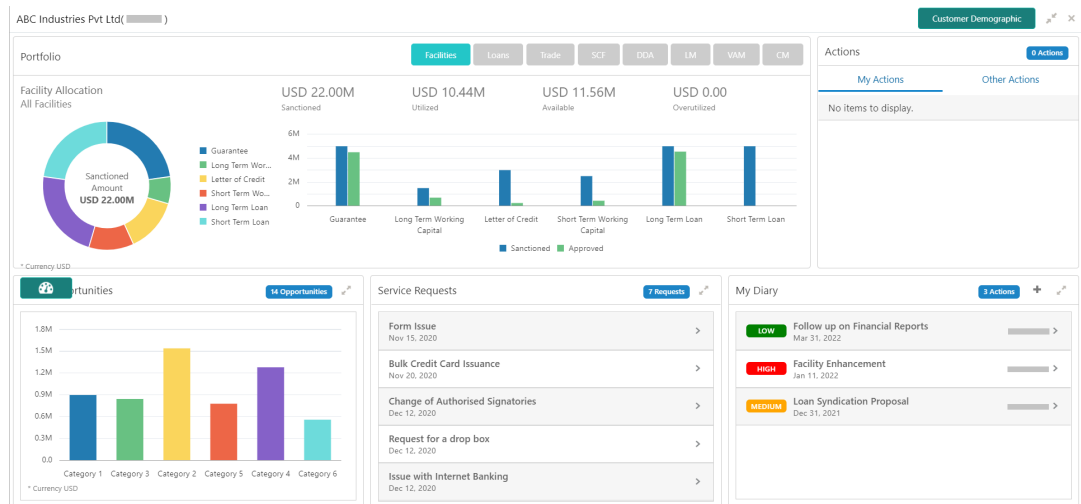 ABC Industries Pvt Ltd( )
Customer Demographic
Portfolio
Facilities
Loans
Trade
SCF
DDA
LM
VAM
CM
Facility Allocation
All Facilities
USD 22.00M
Sanctioned
USD 10.44M
Utilized
USD 11.56M
Available
USD 0.00
Overutilized
Sanctioned
Amount
USD 22.00M
Guarantee
Long Term Wor...
Letter of Credit
Short Term Wo...
Long Term Loan
Short Term Loan
6M
4M
2M
0
Guarantee
Long Term Working
Capital
Letter of Credit
Short Term Working
Capital
Long Term Loan
Short Term Loan
Sanctioned
Approved
* Currency USD
Actions
0 Actions
My Actions
Other Actions
No items to display.
rtunities
14 Opportunities
1.8M
1.5M
1.2M
0.9M
0.6M
0.3M
0.0
Category 1
Category 3
Category 2
Category 5
Category 4
Category 6
* Currency USD
Service Requests
7 Requests
Form Issue
Nov 15, 2020
Bulk Credit Card Issuance
Nov 20, 2020
Change of Authorised Signatories
Dec 12, 2020
Request for a drop box
Dec 12, 2020
Issue with Internet Banking
Dec 12, 2020
My Diary
3 Actions
LOW
Follow up on Financial Reports
Mar 31, 2022
HIGH
Facility Enhancement
Jan 11, 2022
MEDIUM
Loan Syndication Proposal
Dec 31, 2021